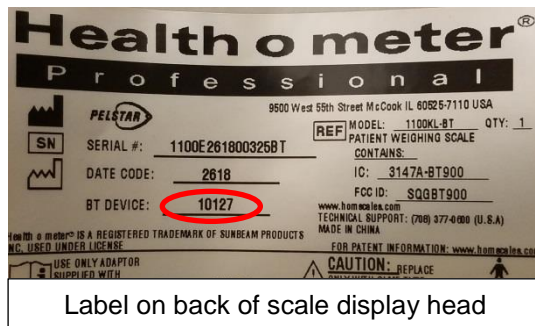 Health o meter®
Professional
PELSTAR
9500 West 55th Street McCook IL 60525-7110 USA
REF MODEL: 1100KL-BT QTY: 1
PATIENT WEIGHING SCALE
SN SERIAL #: 1100E261800325BT
CONTAINS:
DATE CODE: 2618
IC: 3147A-BT900
FCC ID: SQGBT900
BT DEVICE: 10127
www.homscales.com
TECHNICAL SUPPORT: (708) 377-0600 (U.S.A)
MADE IN CHINA
Health o meter® IS A REGISTERED TRADEMARK OF SUNBEAM PRODUCTS
INC. USED UNDER LICENSE
FOR PATENT INFORMATION: www.homscales.com
USE ONLY ADAPTOR
SUPPLIED WITH
CAUTION: REPLACE
Label on back of scale display head